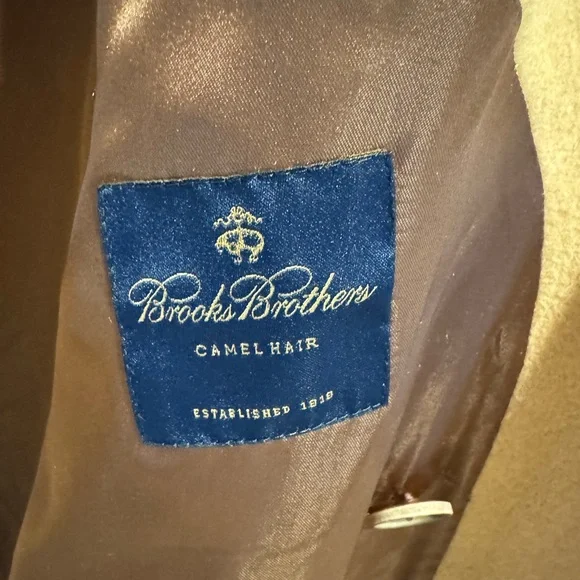 Brooks Brothers
CAMEL HAIR
ESTABLISHED 1818